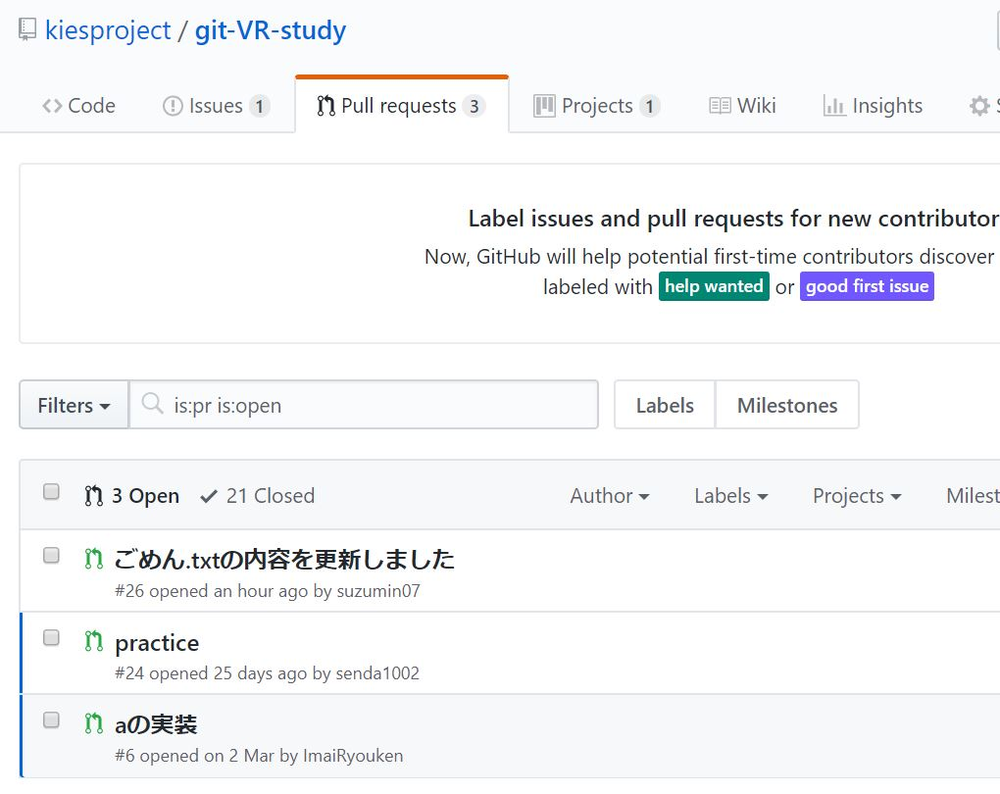 kiesproject / git-VR-study
Code Issues 1 Pull requests 3 Projects 1 Wiki Insights
Label issues and pull requests for new contributor
Now, GitHub will help potential first-time contributors discover
labeled with help wanted or good first issue
Filters is:pr is:open Labels Milestones
3 Open 21 Closed Author Labels Projects Milest
ごめん.txtの内容を更新しました
#26 opened an hour ago by suzumin07
practice
#24 opened 25 days ago by senda1002
aの実装
#6 opened on 2 Mar by ImaiRyouken